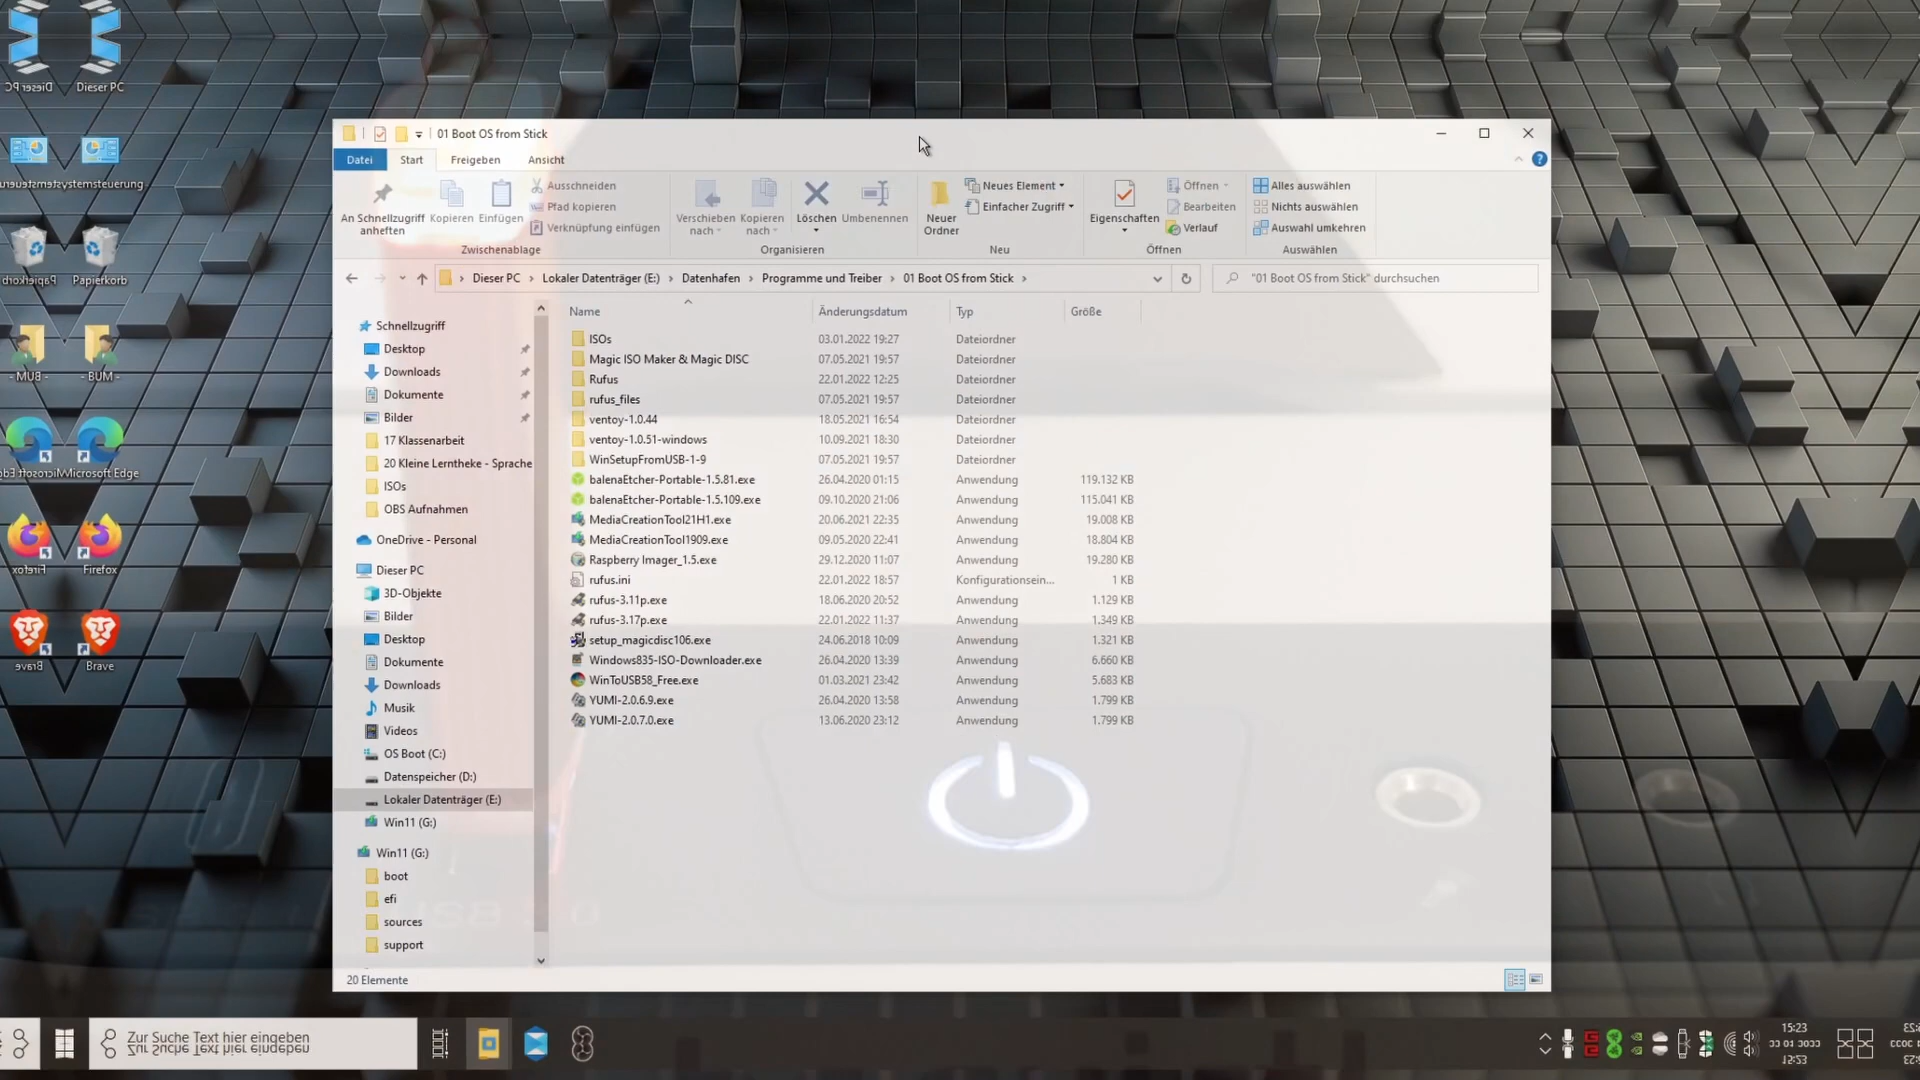 Dieser PC
Papierkorb
- BUM -
Microsoft Edge
Firefox
Brave
01 Boot OS from Stick
Datei Start Freigeben Ansicht
An Schnellzugriff anheften
Kopieren
Einfügen
Ausschneiden
Pfad kopieren
Verknüpfung einfügen
Zwischenablage
Verschieben nach
Kopieren nach
Löschen
Umbenennen
Organisieren
Neuer Ordner
Neues Element
Einfacher Zugriff
Neu
Eigenschaften
Öffnen
Bearbeiten
Verlauf
Öffnen
Alles auswählen
Nichts auswählen
Auswahl umkehren
Auswählen
Dieser PC › Lokaler Datenträger (E:) › Datenhafen › Programme und Treiber › 01 Boot OS from Stick ›
"01 Boot OS from Stick" durchsuchen
Schnellzugriff
Desktop
Downloads
Dokumente
Bilder
17 Klassenarbeit
20 Kleine Lerntheke - Sprache
ISOs
OBS Aufnahmen
OneDrive - Personal
Dieser PC
3D-Objekte
Bilder
Desktop
Dokumente
Downloads
Musik
Videos
OS Boot (C:)
Datenspeicher (D:)
Lokaler Datenträger (E:)
Win11 (G:)
Win11 (G:)
boot
efi
sources
support
Name Änderungsdatum Typ Größe
ISOs 03.01.2022 19:27 Dateiordner
Magic ISO Maker & Magic DISC 07.05.2021 19:57 Dateiordner
Rufus 22.01.2022 12:25 Dateiordner
rufus_files 07.05.2021 19:57 Dateiordner
ventoy-1.0.44 18.05.2021 16:54 Dateiordner
ventoy-1.0.51-windows 10.09.2021 18:30 Dateiordner
WinSetupFromUSB-1-9 07.05.2021 19:57 Dateiordner
balenaEtcher-Portable-1.5.81.exe 26.04.2020 01:15 Anwendung 119.132 KB
balenaEtcher-Portable-1.5.109.exe 09.10.2020 21:06 Anwendung 115.041 KB
MediaCreationTool21H1.exe 20.06.2021 22:35 Anwendung 19.008 KB
MediaCreationTool1909.exe 09.05.2020 22:41 Anwendung 18.804 KB
Raspberry Imager_1.5.exe 29.12.2020 11:07 Anwendung 19.280 KB
rufus.ini 22.01.2022 18:57 Konfigurationsein... 1 KB
rufus-3.11p.exe 18.06.2020 20:52 Anwendung 1.129 KB
rufus-3.17p.exe 22.01.2022 11:37 Anwendung 1.349 KB
setup_magicdisc106.exe 24.06.2018 10:09 Anwendung 1.321 KB
Windows835-ISO-Downloader.exe 26.04.2020 13:39 Anwendung 6.660 KB
WinToUSB58_Free.exe 01.03.2021 23:42 Anwendung 5.683 KB
YUMI-2.0.6.9.exe 26.04.2020 13:58 Anwendung 1.799 KB
YUMI-2.0.7.0.exe 13.06.2020 23:12 Anwendung 1.799 KB
20 Elemente
Zur Suche Text hier eingeben
15:23